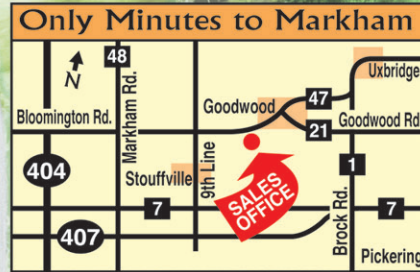 Only Minutes to Markham
N
48
Markham Rd.
Uxbridge
Goodwood
47
Bloomington Rd.
21
Goodwood Rd
404
Stouffville
9th Line
SALES
OFFICE
1
7
7
Brock Rd.
407
Pickering